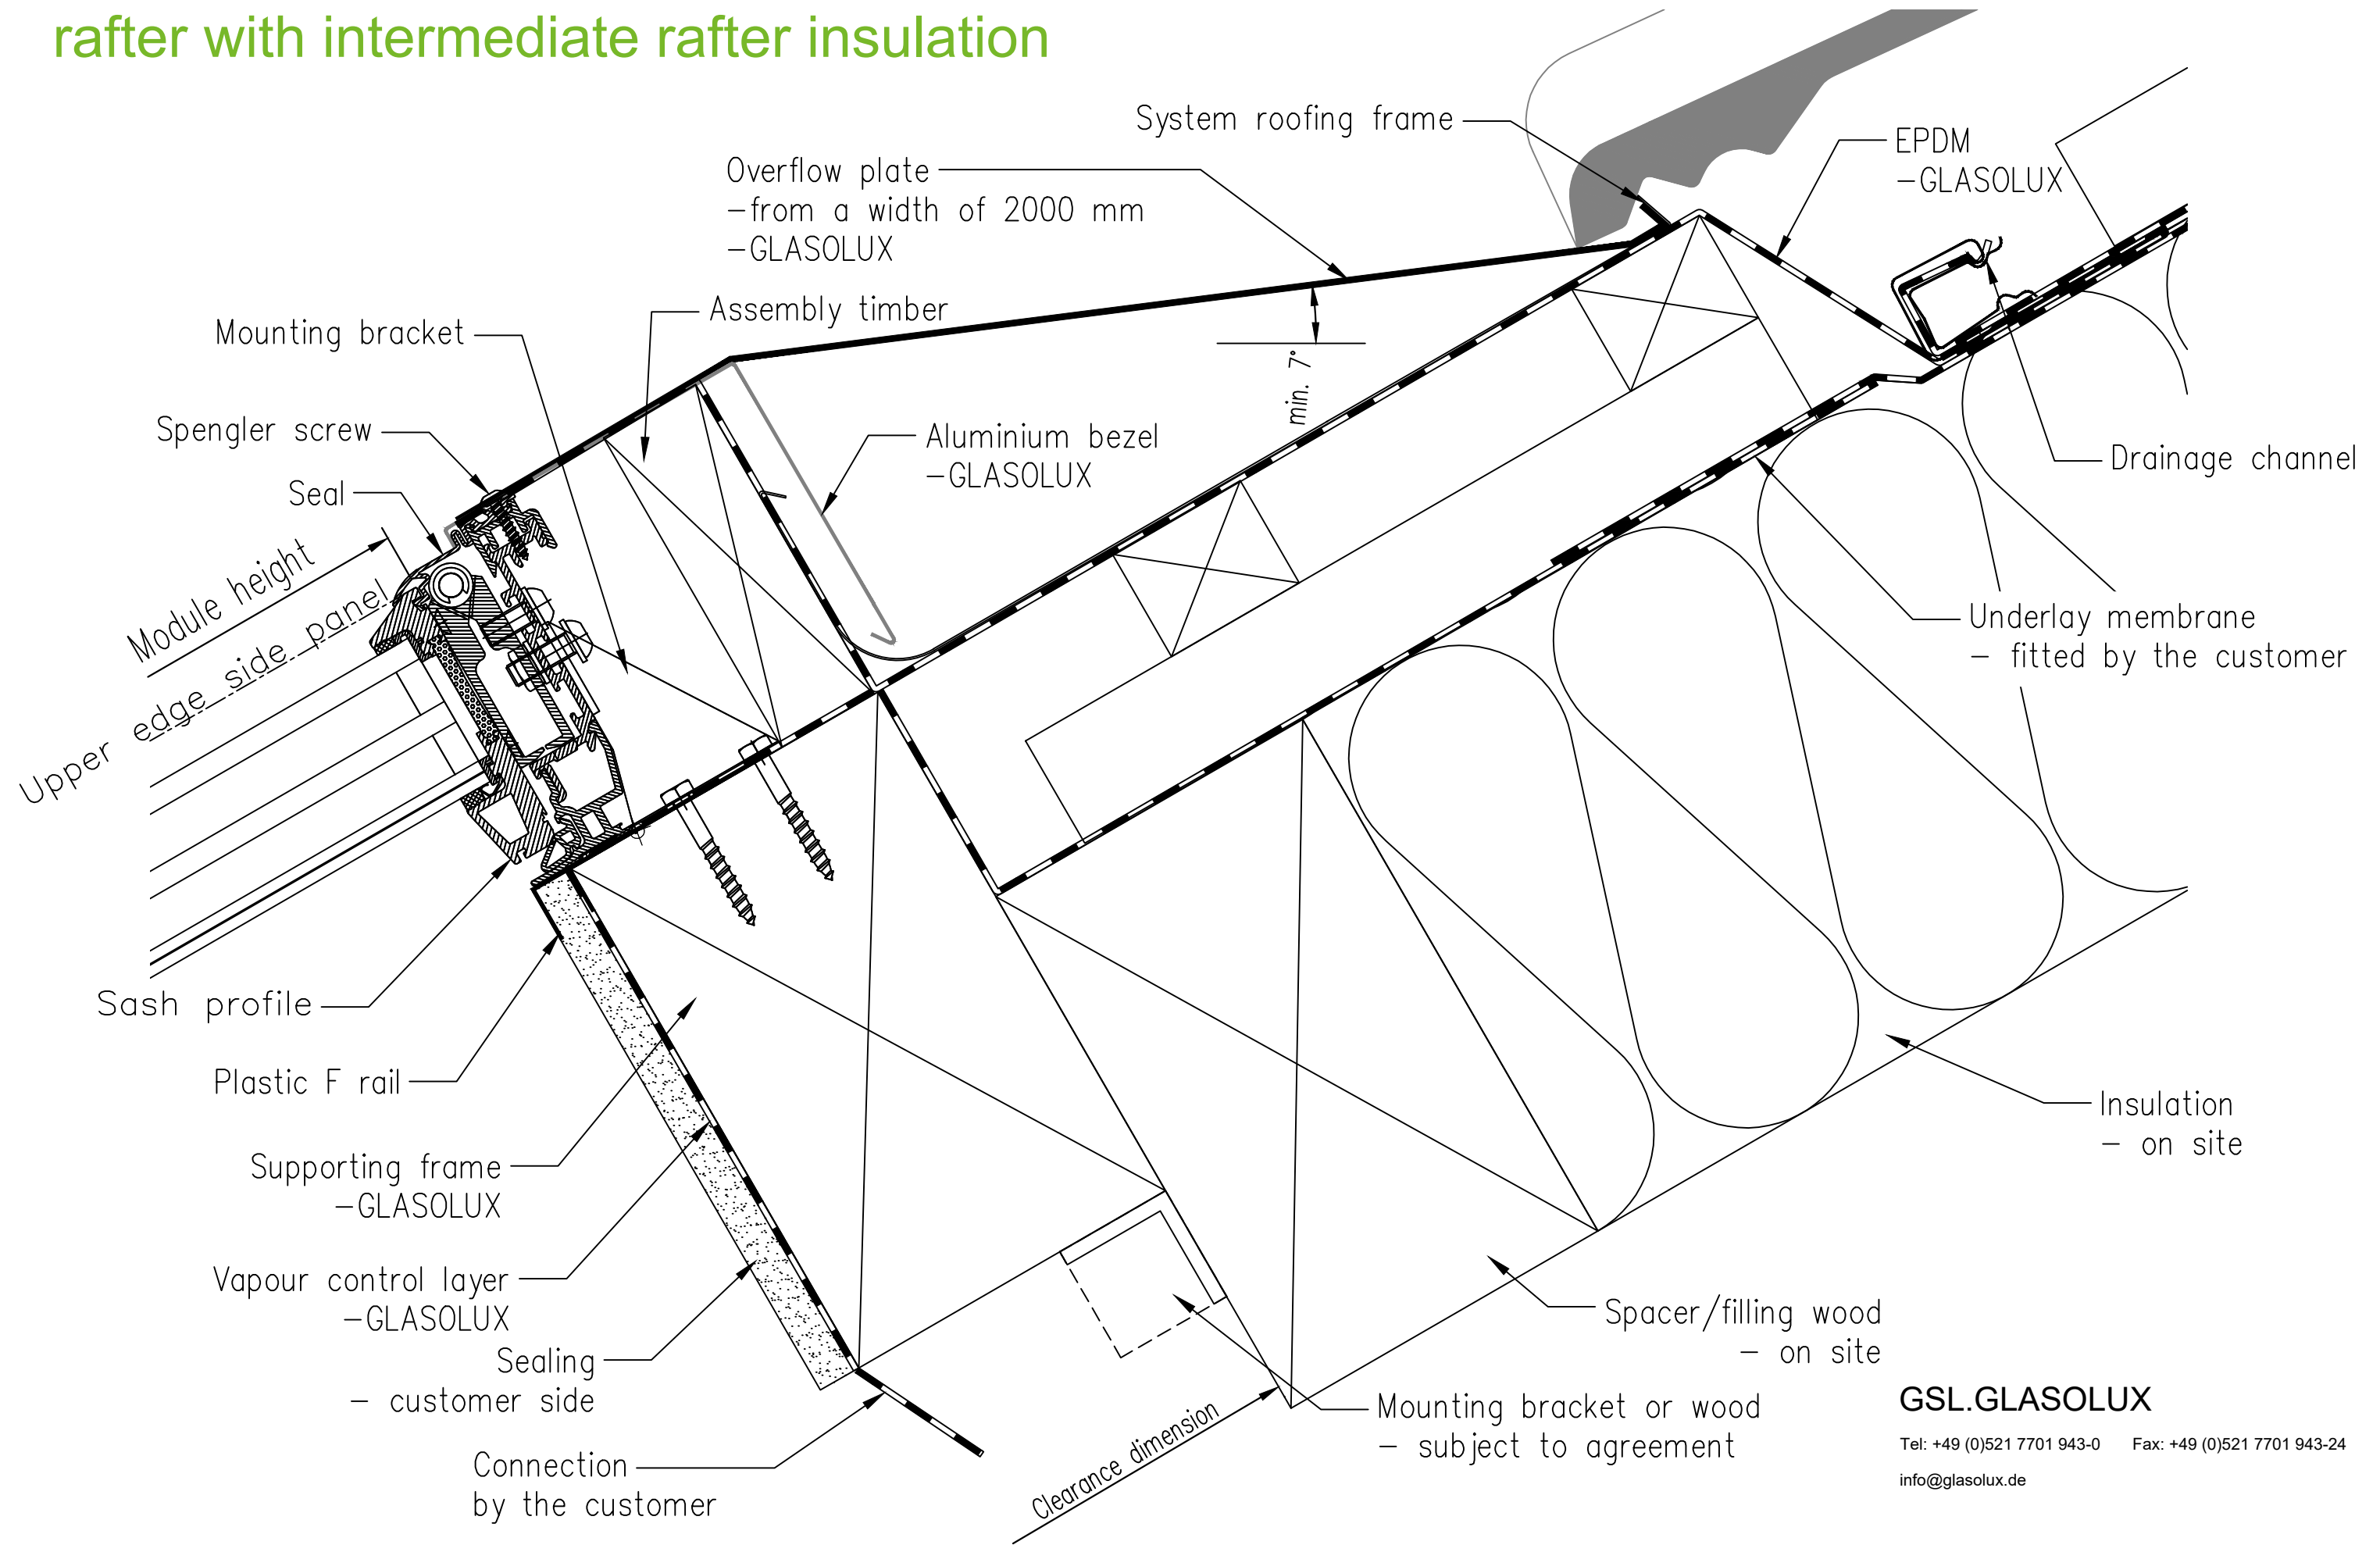 rafter with intermediate rafter insulation
System roofing frame
EPDM
-GLASOLUX
Overflow plate
-from a width of 2000 mm
-GLASOLUX
Assembly timber
Mounting bracket
min. 7°
Spengler screw
Aluminium bezel
-GLASOLUX
Drainage channel
Seal
Module height
Upper edge side panel
Underlay membrane
- fitted by the customer
Sash profile
Plastic F rail
Insulation
- on site
Supporting frame
-GLASOLUX
Vapour control layer
-GLASOLUX
Spacer/filling wood
- on site
Sealing
- customer side
Mounting bracket or wood
- subject to agreement
Clearance dimension
Connection
by the customer
GSL.GLASOLUX
Tel: +49 (0)521 7701 943-0 Fax: +49 (0)521 7701 943-24
info@glasolux.de